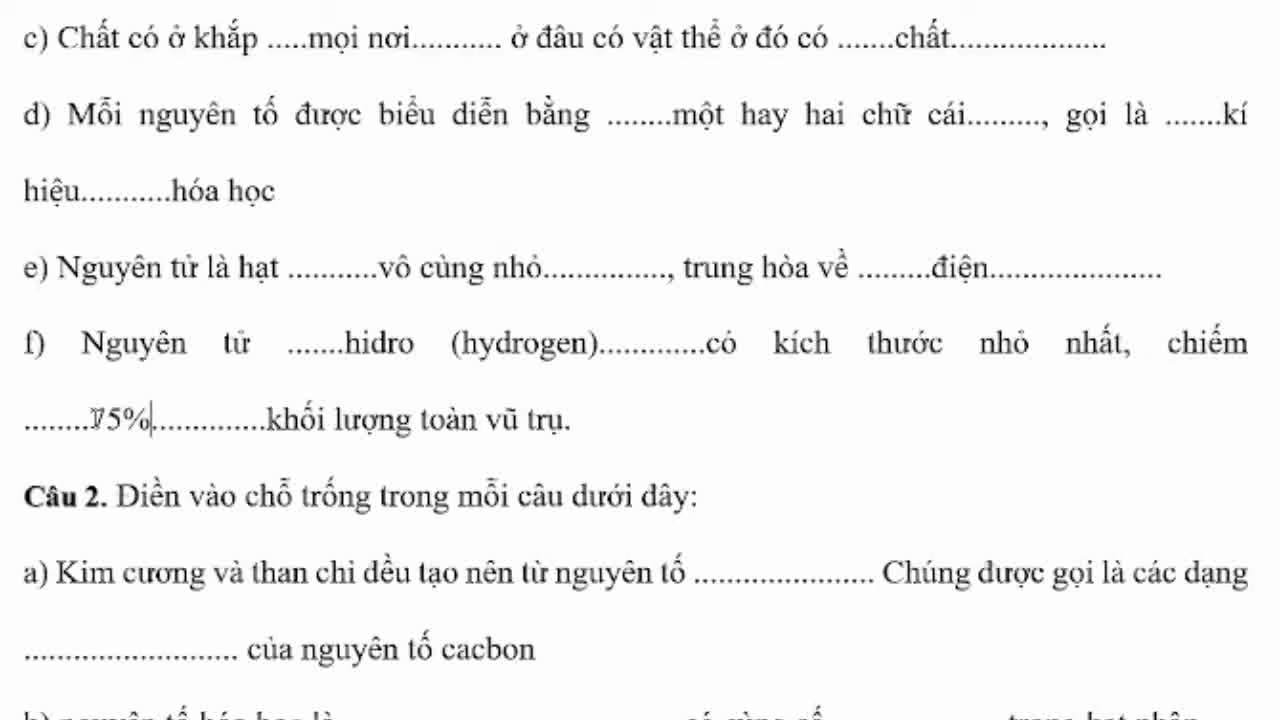 c) Chất có ở khắp .....mọi nơi........... ở đâu có vật thể ở đó có .......chất...................
d) Mỗi nguyên tố được biểu diễn bằng ........một hay hai chữ cái........., gọi là .......kí
hiệu...........hóa học
e) Nguyên tử là hạt ...........vô cùng nhỏ..............., trung hòa về .........điện.....................
f) Nguyên tử .......hidro (hydrogen).............có kích thước nhỏ nhất, chiếm
........75%..............khối lượng toàn vũ trụ.
Câu 2. Điền vào chỗ trống trong mỗi câu dưới đây:
a) Kim cương và than chì đều tạo nên từ nguyên tố ...................... Chúng được gọi là các dạng
.......................... của nguyên tố cacbon